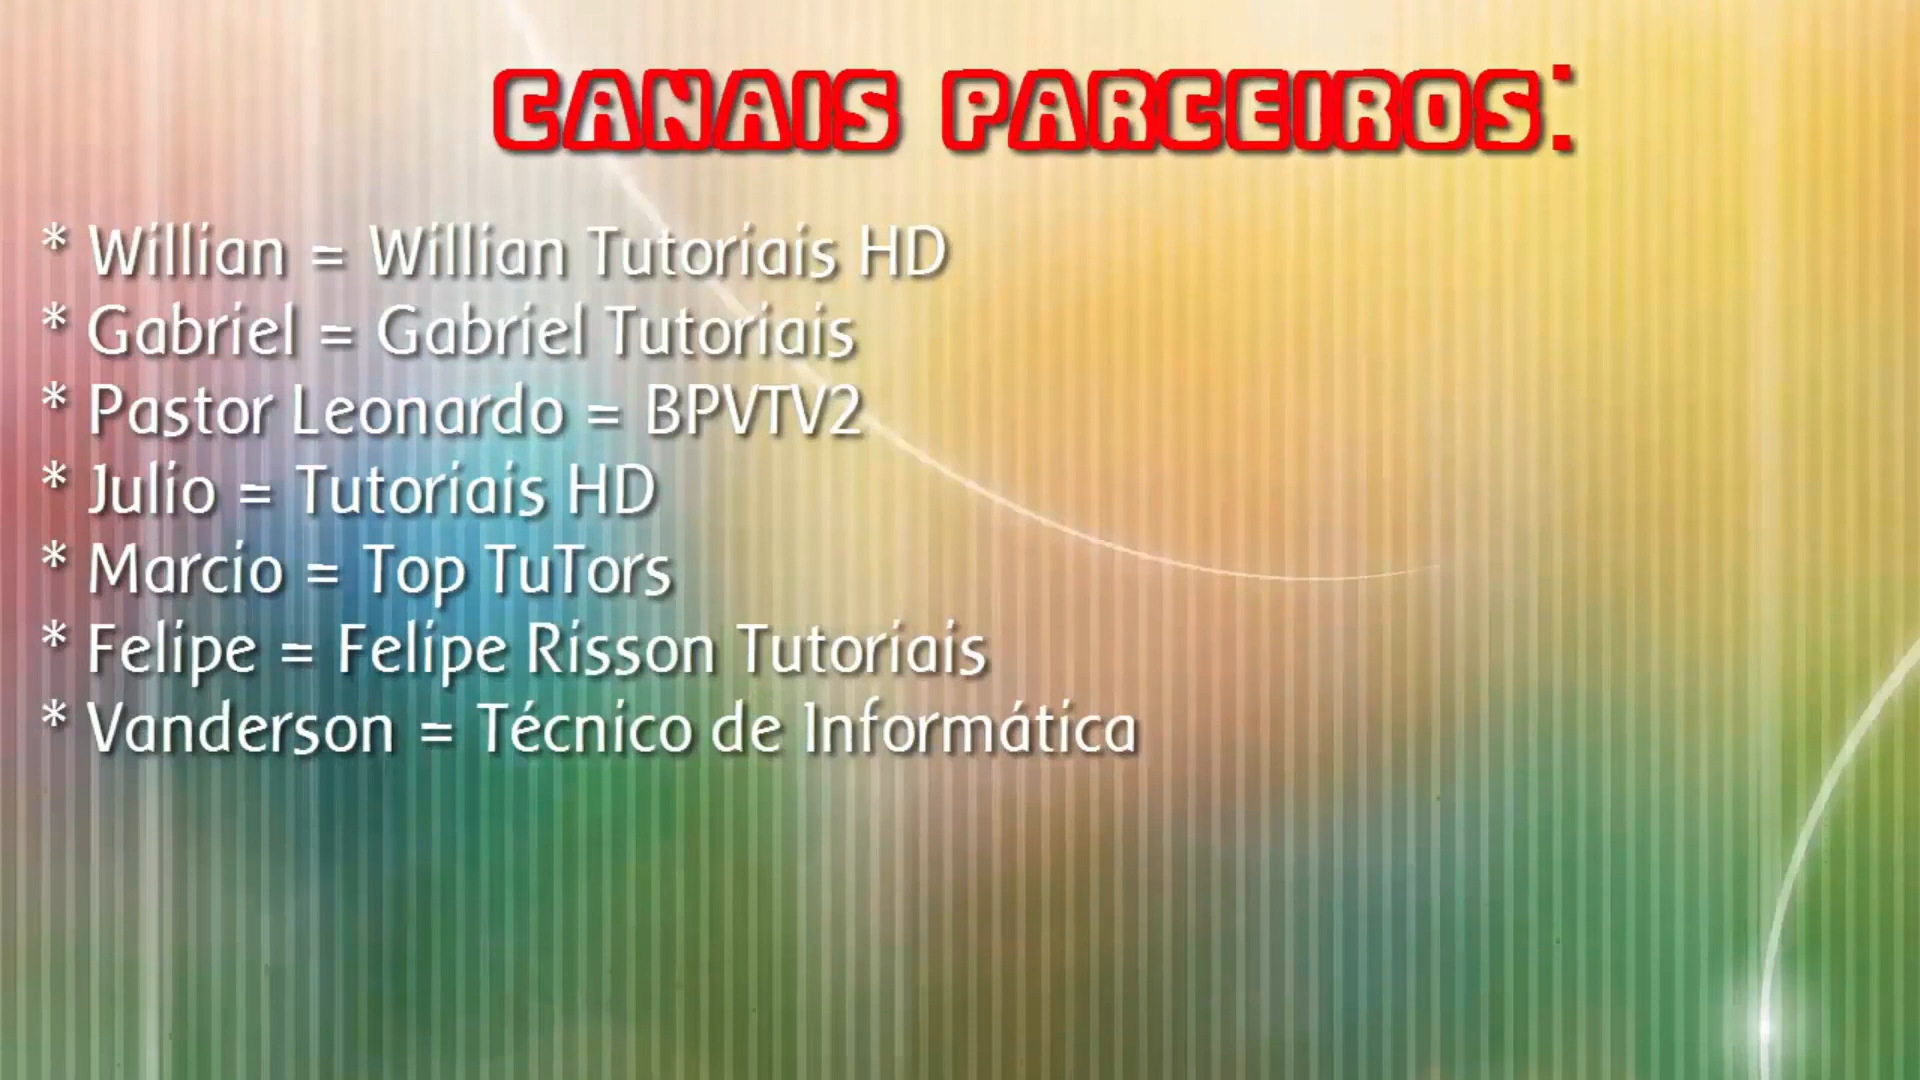 CANAIS PARCEIROS:
* Willian = Willian Tutoriais HD
* Gabriel = Gabriel Tutoriais
* Pastor Leonardo = BPVTV2
* Julio = Tutoriais HD
* Marcio = Top TuTors
* Felipe = Felipe Risson Tutoriais
* Vanderson = Técnico de Informática